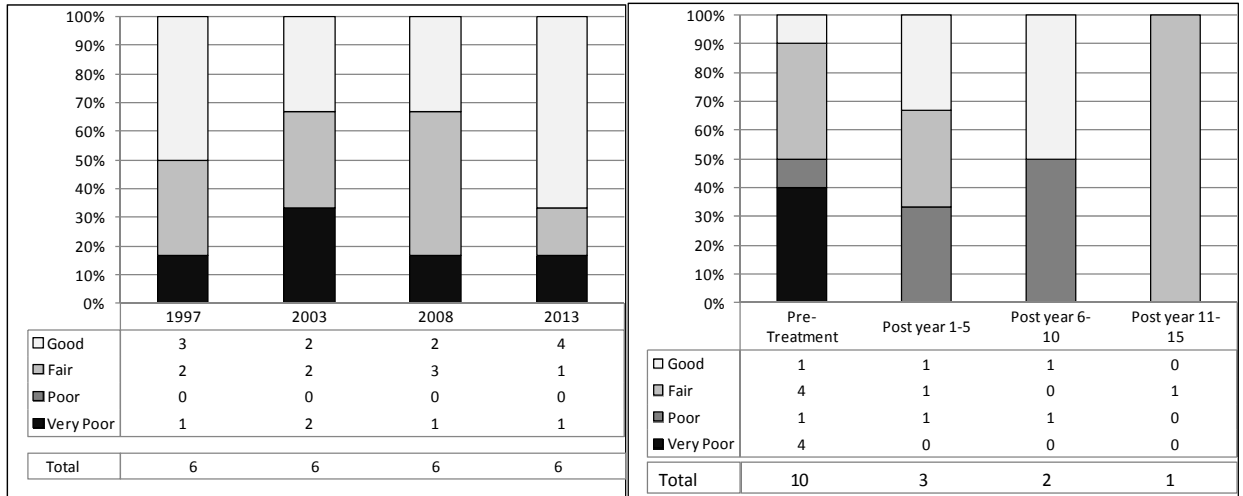 100%
90%
80%
70%
60%
50%
40%
30%
20%
10%
0%
1997 2003 2008 2013
Good 3 2 2 4
Fair 2 2 3 1
Poor 0 0 0 0
Very Poor 1 2 1 1
Total 6 6 6 6
100%
90%
80%
70%
60%
50%
40%
30%
20%
10%
0%
Pre-
Treatment
Post year 1-5
Post year 6-
10
Post year 11-
15
Good 1 1 1 0
Fair 4 1 0 1
Poor 1 1 1 0
Very Poor 4 0 0 0
Total 10 3 2 1